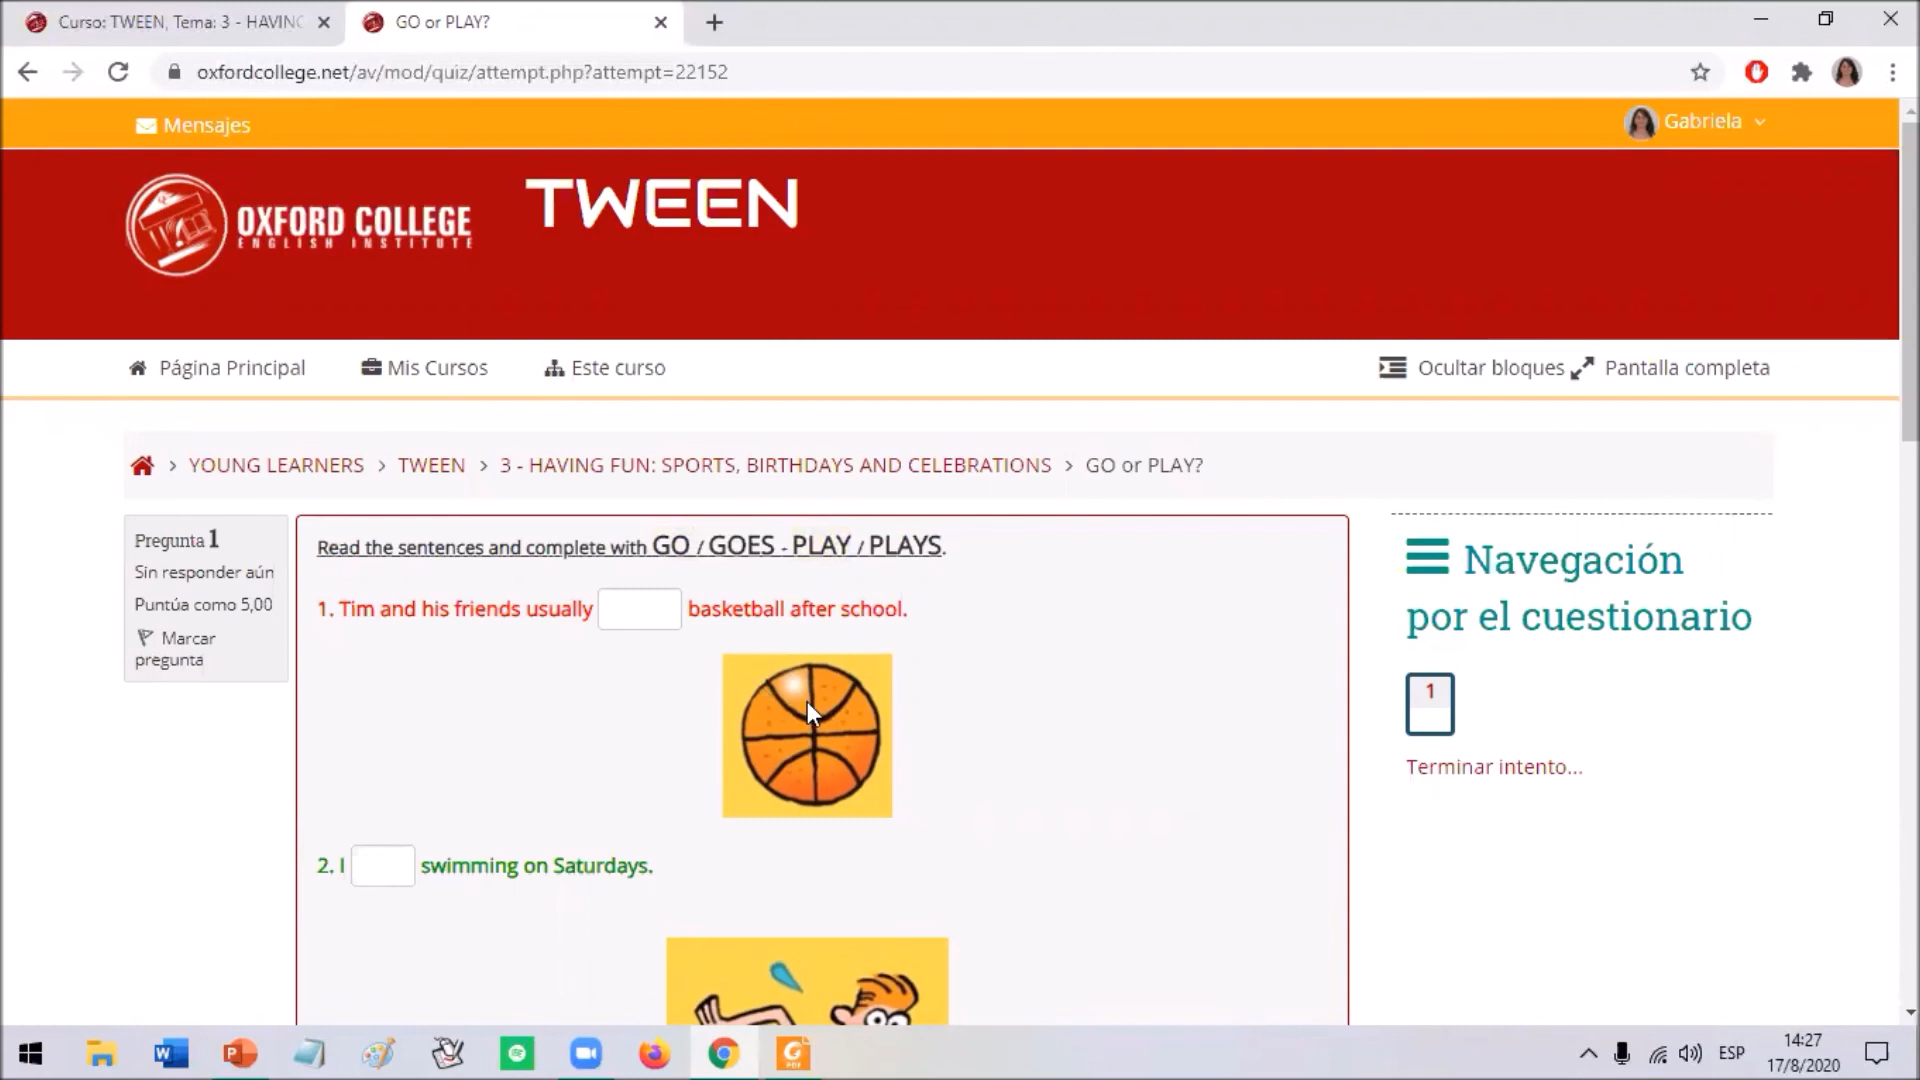 Curso: TWEEN, Tema: 3 - HAVING
GO or PLAY?
oxfordcollege.net/av/mod/quiz/attempt.php?attempt=22152
Mensajes
Gabriela
OXFORD COLLEGE
ENGLISH INSTITUTE
TWEEN
Página Principal
Mis Cursos
Este curso
Ocultar bloques
Pantalla completa
YOUNG LEARNERS > TWEEN > 3 - HAVING FUN: SPORTS, BIRTHDAYS AND CELEBRATIONS > GO or PLAY?
Pregunta 1
Sin responder aún
Puntúa como 5,00
Marcar
pregunta
Read the sentences and complete with GO / GOES - PLAY / PLAYS.
1. Tim and his friends usually basketball after school.
2. I swimming on Saturdays.
Navegación
por el cuestionario
1
Terminar intento...
ESP
14:27
17/8/2020